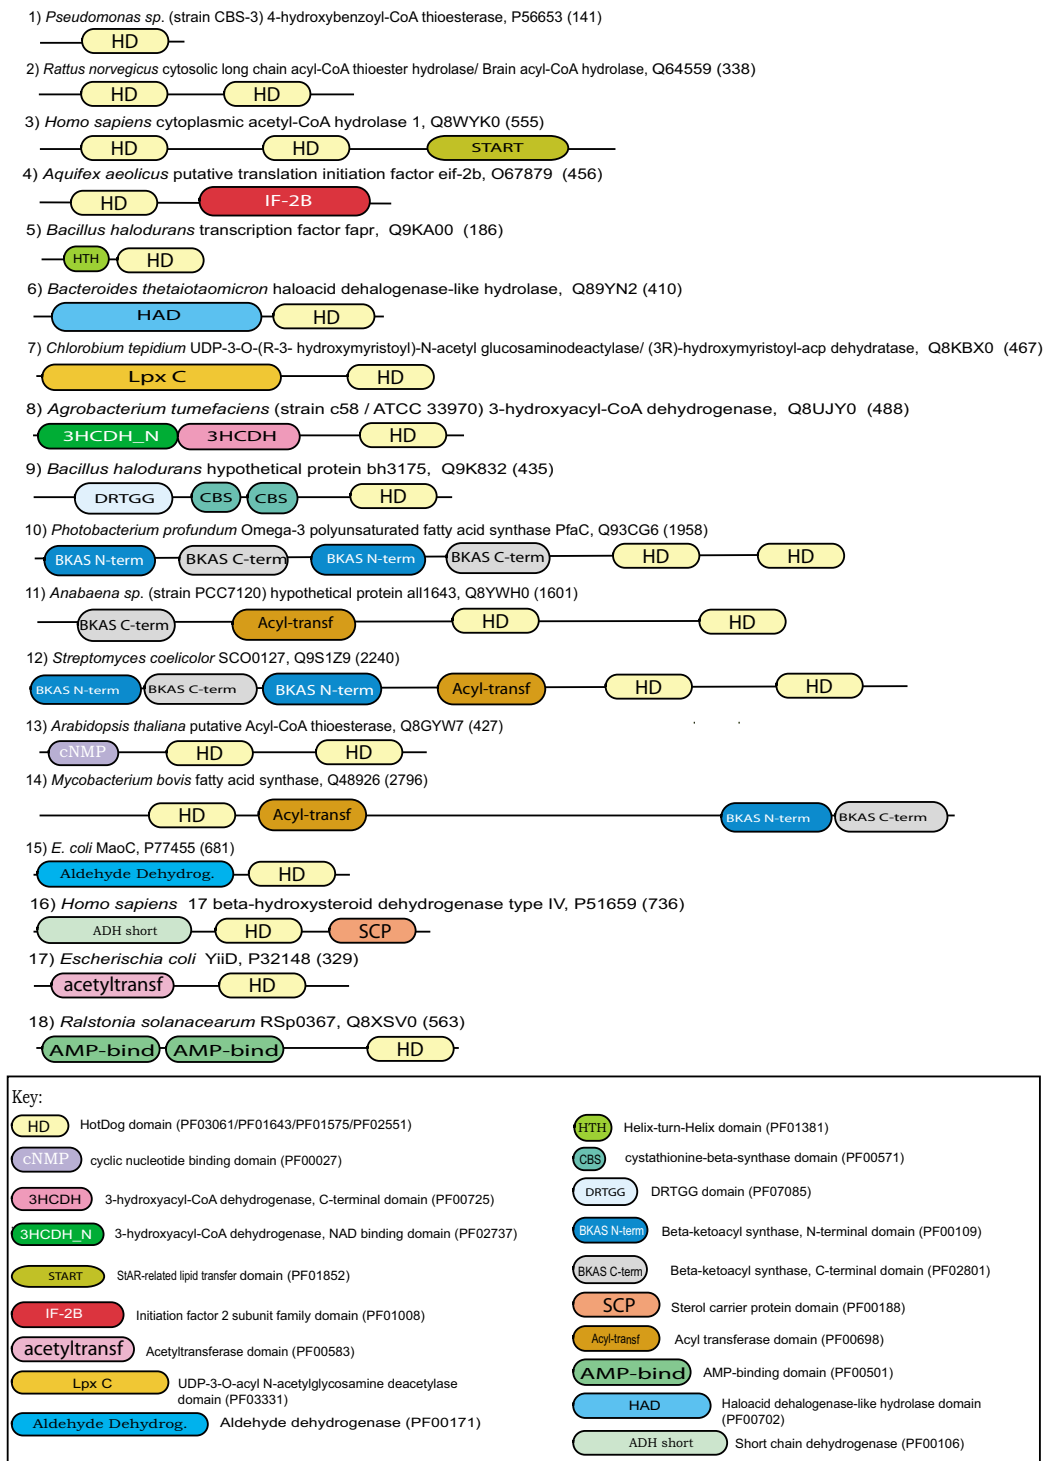 1) Pseudomonas sp. (strain CBS-3) 4-hydroxybenzoyl-CoA thioesterase, P56653 (141)
HD
2) Rattus norvegicus cytosolic long chain acyl-CoA thioester hydrolase/ Brain acyl-CoA hydrolase, Q64559 (338)
HD HD
3) Homo sapiens cytoplasmic acetyl-CoA hydrolase 1, Q8WYK0 (555)
HD HD START
4) Aquifex aeolicus putative translation initiation factor eif-2b, O67879 (456)
HD IF-2B
5) Bacillus halodurans transcription factor fapr, Q9KA00 (186)
HTH HD
6) Bacteroides thetaiotaomicron haloacid dehalogenase-like hydrolase, Q89YN2 (410)
HAD HD
7) Chlorobium tepidium UDP-3-O-(R-3- hydroxymyristoyl)-N-acetyl glucosaminodeactylase/ (3R)-hydroxymyristoyl-acp dehydratase, Q8KBX0 (467)
Lpx C HD
8) Agrobacterium tumefaciens (strain c58 / ATCC 33970) 3-hydroxyacyl-CoA dehydrogenase, Q8UJY0 (488)
3HCDH_N 3HCDH HD
9) Bacillus halodurans hypothetical protein bh3175, Q9K832 (435)
DRTGG CBS CBS HD
10) Photobacterium profundum Omega-3 polyunsaturated fatty acid synthase PfaC, Q93CG6 (1958)
BKAS N-term BKAS C-term BKAS N-term BKAS C-term HD HD
11) Anabaena sp. (strain PCC7120) hypothetical protein all1643, Q8YWH0 (1601)
BKAS C-term Acyl-transf HD HD
12) Streptomyces coelicolor SCO0127, Q9S1Z9 (2240)
BKAS N-term BKAS C-term BKAS N-term Acyl-transf HD HD
13) Arabidopsis thaliana putative Acyl-CoA thioesterase, Q8GYW7 (427)
cNMP HD HD
14) Mycobacterium bovis fatty acid synthase, Q48926 (2796)
HD Acyl-transf BKAS N-term BKAS C-term
15) E. coli MaoC, P77455 (681)
Aldehyde Dehydrog. HD
16) Homo sapiens 17 beta-hydroxysteroid dehydrogenase type IV, P51659 (736)
ADH short HD SCP
17) Escherischia coli YiiD, P32148 (329)
acetyltransf HD
18) Ralstonia solanacearum RSp0367, Q8XSV0 (563)
AMP-bind AMP-bind HD
Key:
HD HotDog domain (PF03061/PF01643/PF01575/PF02551)
cNMP cyclic nucleotide binding domain (PF00027)
3HCDH 3-hydroxyacyl-CoA dehydrogenase, C-terminal domain (PF00725)
3HCDH_N 3-hydroxyacyl-CoA dehydrogenase, NAD binding domain (PF02737)
START StAR-related lipid transfer domain (PF01852)
IF-2B Initiation factor 2 subunit family domain (PF01008)
acetyltransf Acetyltransferase domain (PF00583)
Lpx C UDP-3-O-acyl N-acetylglycosamine deacetylase
domain (PF03331)
Aldehyde Dehydrog. Aldehyde dehydrogenase (PF00171)
HTH Helix-turn-Helix domain (PF01381)
CBS cystathionine-beta-synthase domain (PF00571)
DRTGG DRTGG domain (PF07085)
BKAS N-term Beta-ketoacyl synthase, N-terminal domain (PF00109)
BKAS C-term Beta-ketoacyl synthase, C-terminal domain (PF02801)
SCP Sterol carrier protein domain (PF00188)
Acyl-transf Acyl transferase domain (PF00698)
AMP-bind AMP-binding domain (PF00501)
HAD Haloacid dehalogenase-like hydrolase domain
(PF00702)
ADH short Short chain dehydrogenase (PF00106)